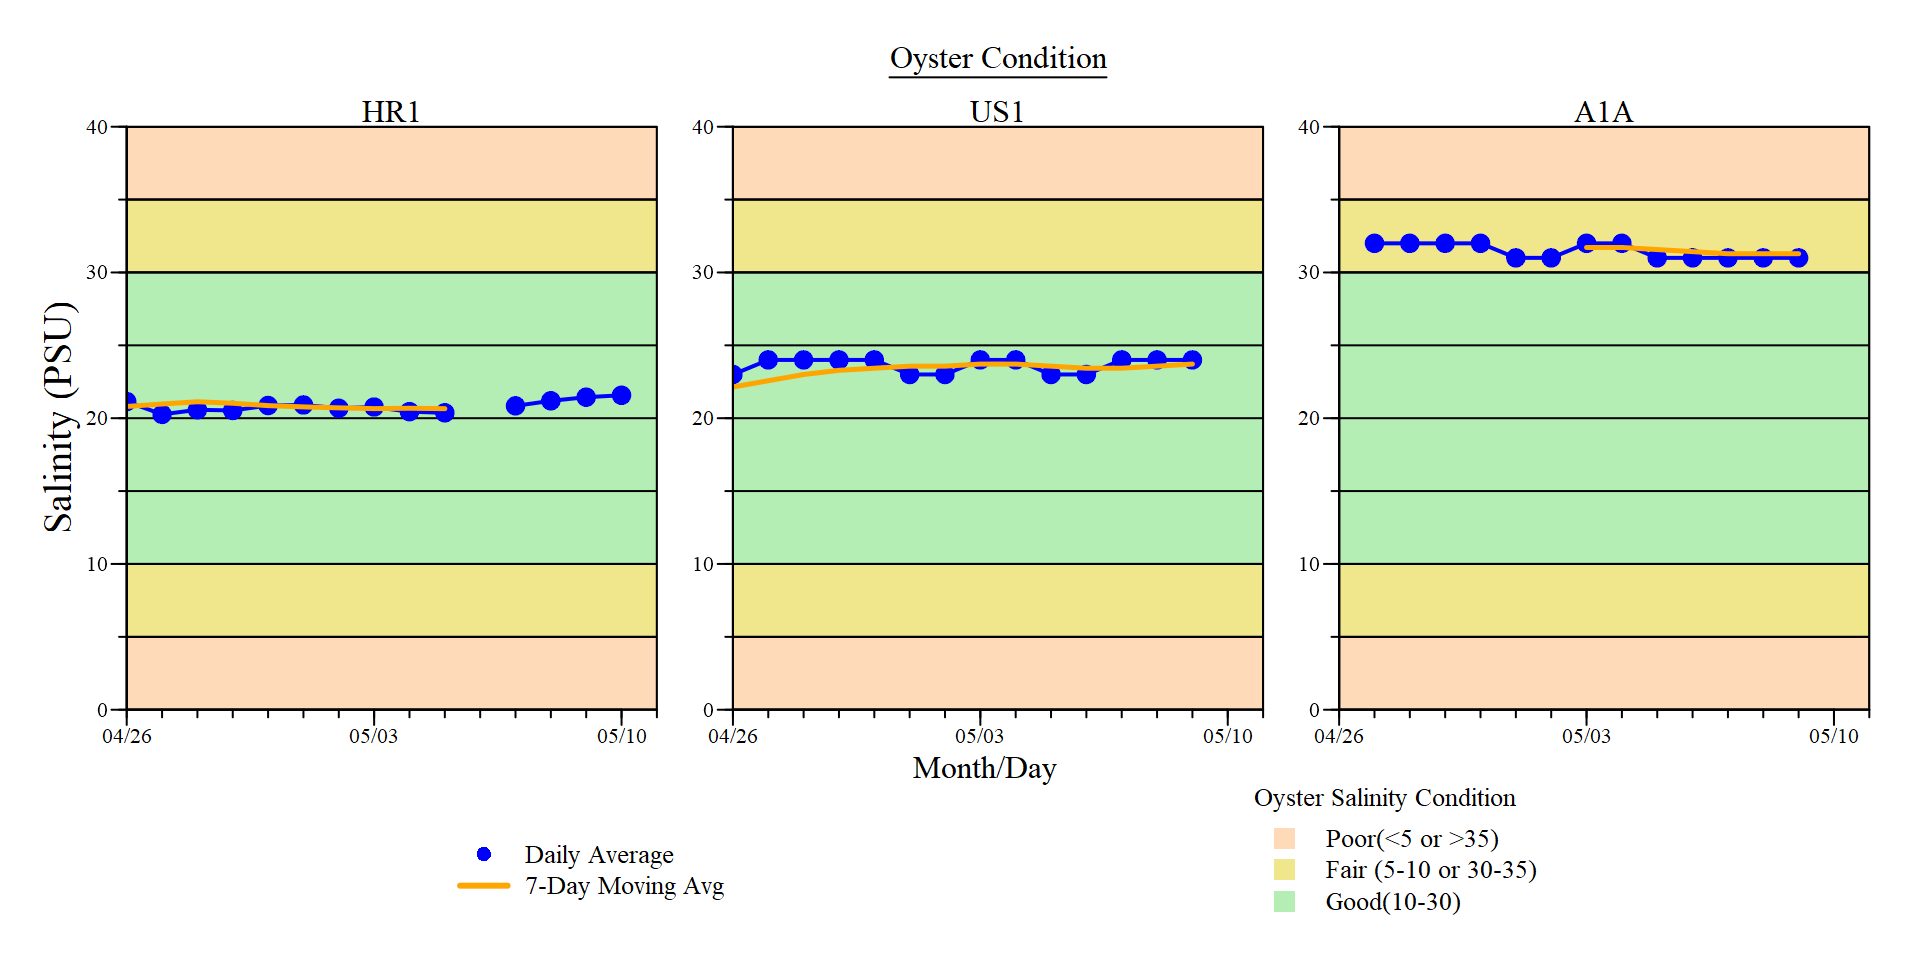 Oyster Condition
HR1
US1
A1A
Salinity (PSU)
40
30
20
10
0
04/26
05/03
05/10
40
30
20
10
0
04/26
05/03
05/10
40
30
20
10
0
04/26
05/03
05/10
Month/Day
Daily Average
7-Day Moving Avg
Oyster Salinity Condition
Poor(<5 or >35)
Fair (5-10 or 30-35)
Good(10-30)